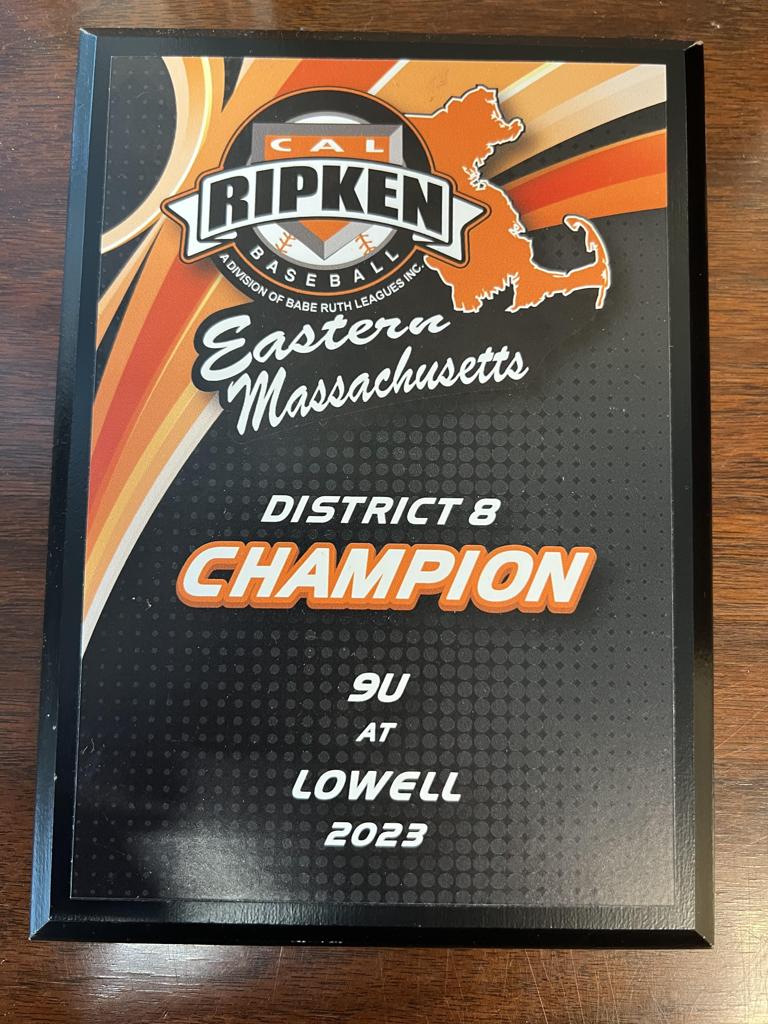 CAL
RIPKEN
BASEBALL
A DIVISION OF BABE RUTH LEAGUES INC.
Eastern
Massachusetts
DISTRICT 8
CHAMPION
9U
AT
LOWELL
2023